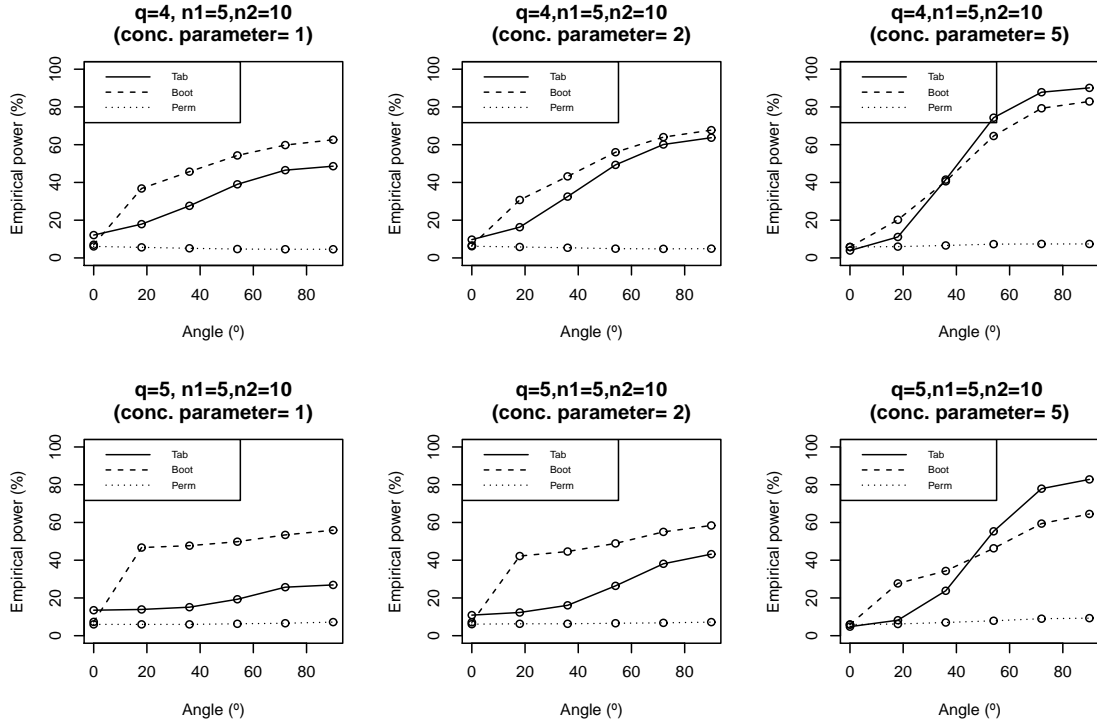 q=4, n1=5,n2=10
(conc. parameter= 1)
Empirical power (%)
100
80
60
40
20
0
Tab
Boot
Perm
0 20 40 60 80
Angle (º)
q=4,n1=5,n2=10
(conc. parameter= 2)
Empirical power (%)
100
80
60
40
20
0
Tab
Boot
Perm
0 20 40 60 80
Angle (º)
q=4,n1=5,n2=10
(conc. parameter= 5)
Empirical power (%)
100
80
60
40
20
0
Tab
Boot
Perm
0 20 40 60 80
Angle (º)
q=5, n1=5,n2=10
(conc. parameter= 1)
Empirical power (%)
100
80
60
40
20
0
Tab
Boot
Perm
0 20 40 60 80
Angle (º)
q=5,n1=5,n2=10
(conc. parameter= 2)
Empirical power (%)
100
80
60
40
20
0
Tab
Boot
Perm
0 20 40 60 80
Angle (º)
q=5,n1=5,n2=10
(conc. parameter= 5)
Empirical power (%)
100
80
60
40
20
0
Tab
Boot
Perm
0 20 40 60 80
Angle (º)